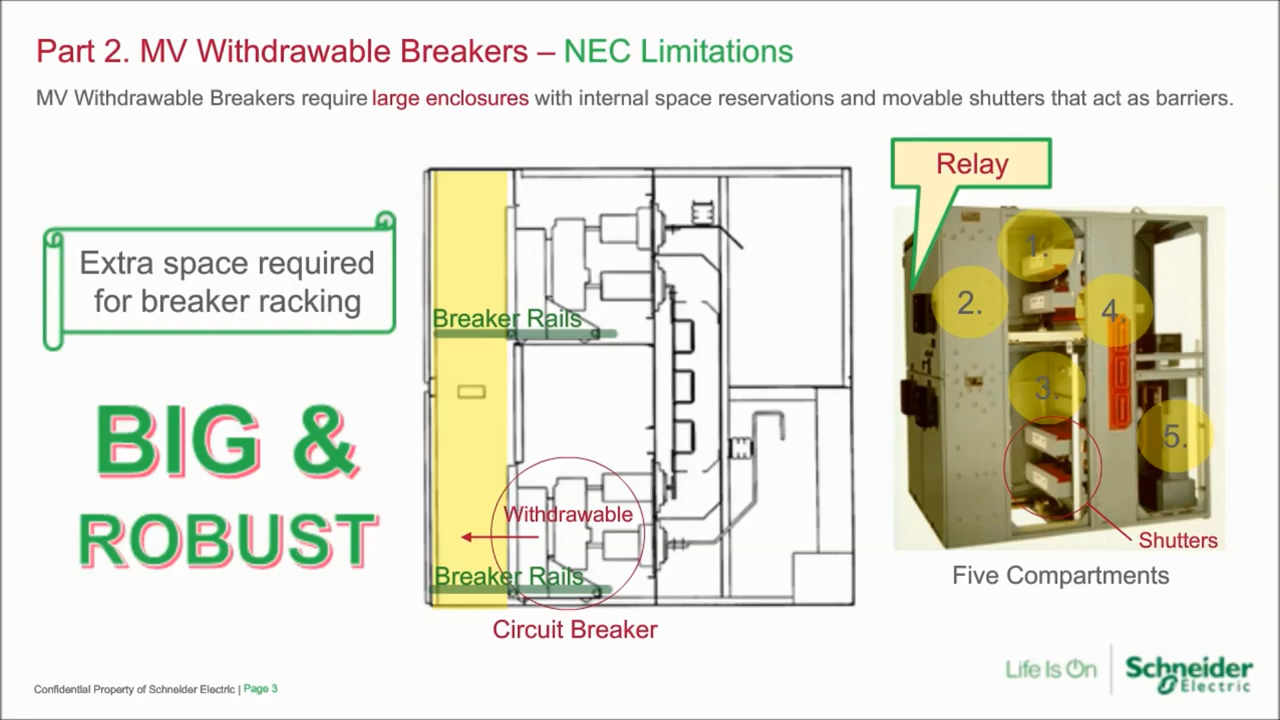 Part 2. MV Withdrawable Breakers – NEC Limitations
MV Withdrawable Breakers require large enclosures with internal space reservations and movable shutters that act as barriers.
Relay
Extra space required
for breaker racking
BIG &
ROBUST
Breaker Rails
Withdrawable
Breaker Rails
Circuit Breaker
1.
2.
3.
4.
5.
Shutters
Five Compartments
Confidential Property of Schneider Electric | Page 3
Life Is On
Schneider
Electric